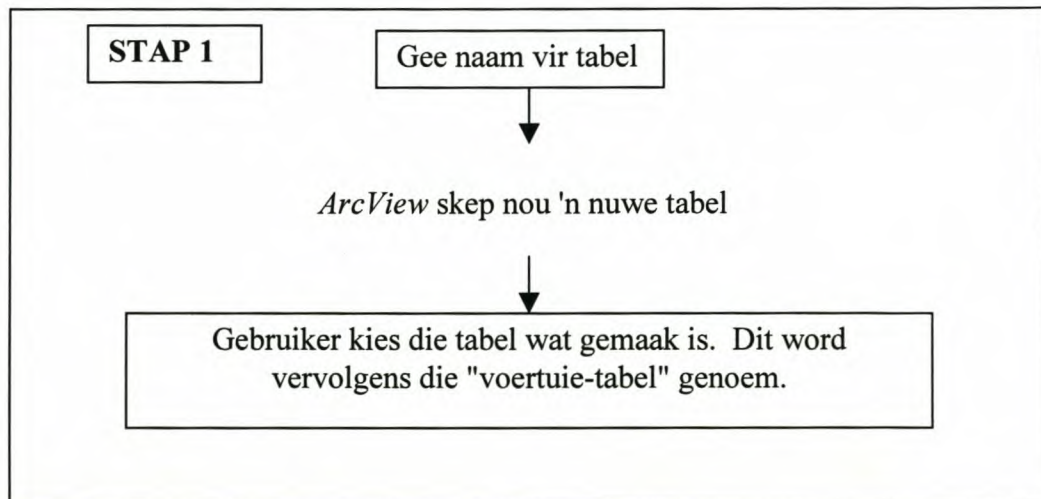 STAP 1
Gee naam vir tabel
ArcView skep nou 'n nuwe tabel
Gebruiker kies die tabel wat gemaak is. Dit word
vervolgens die "voertuie-tabel" genoem.